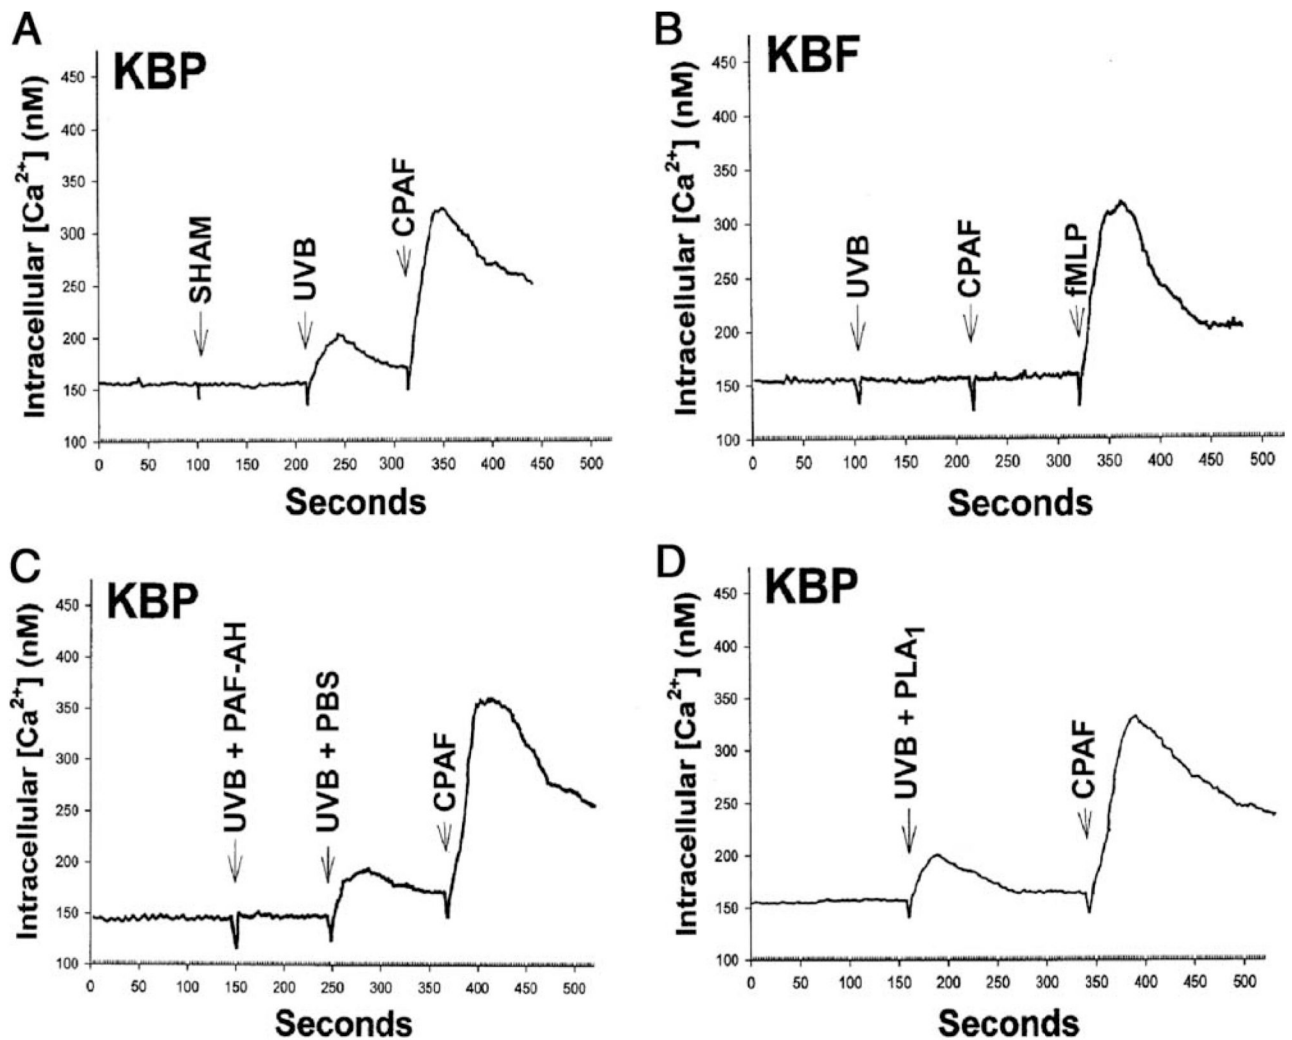 A
KBP
Intracellular [Ca2+] (nM)
450
400
350
300
250
200
150
100
SHAM
UVB
CPAF
0 50 100 150 200 250 300 350 400 450 500
Seconds
B
KBF
Intracellular [Ca2+] (nM)
450
400
350
300
250
200
150
100
UVB
CPAF
fMLP
0 50 100 150 200 250 300 350 400 450 500
Seconds
C
KBP
Intracellular [Ca2+] (nM)
450
400
350
300
250
200
150
100
UVB + PAF-AH
UVB + PBS
CPAF
0 50 100 150 200 250 300 350 400 450 500
Seconds
D
KBP
Intracellular [Ca2+] (nM)
450
400
350
300
250
200
150
100
UVB + PLA1
CPAF
0 50 100 150 200 250 300 350 400 450 500
Seconds